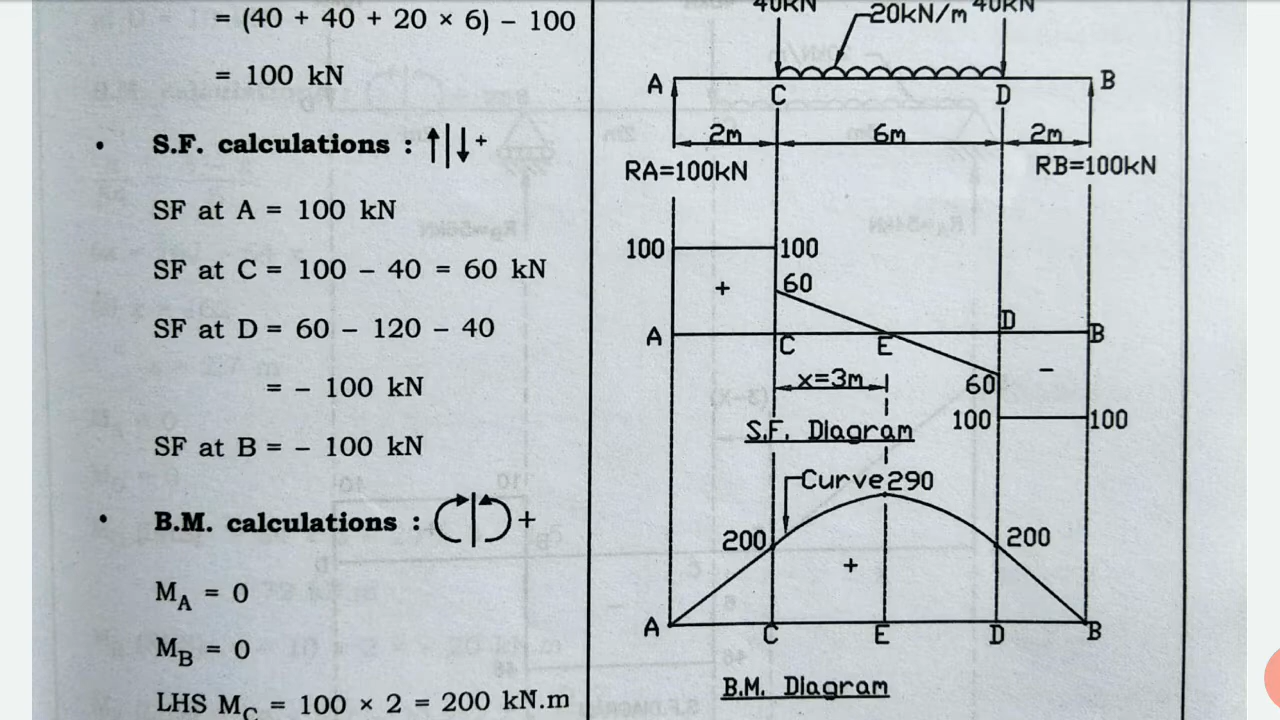 = (40 + 40 + 20 × 6) – 100
= 100 kN
• S.F. calculations : +
SF at A = 100 kN
SF at C = 100 – 40 = 60 kN
SF at D = 60 – 120 – 40
= – 100 kN
SF at B = – 100 kN
• B.M. calculations : +
M_A = 0
M_B = 0
LHS M_C = 100 × 2 = 200 kN.m
40kN 20kN/m 40kN
A C D B
2m 6m 2m
RA=100kN RB=100kN
100 100
60
+
A C E D B
x=3m
60 –
100 100
S.F. Diagram
Curve 290
200 200
+
A C E D B
B.M. Diagram